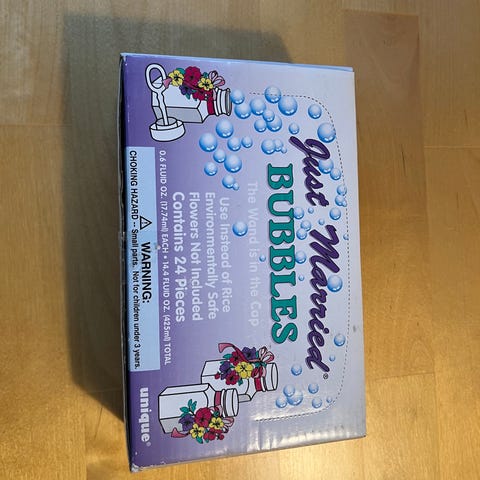 Just Married®
BUBBLES
The Wand is in the Cap
Use Instead of Rice
Environmentally Safe
Flowers Not Included
Contains 24 Pieces
0.6 FLUID OZ. (17.74ml) EACH • 14.4 FLUID OZ. (425ml) TOTAL
WARNING:
CHOKING HAZARD -- Small parts. Not for children under 3 years.
unique®